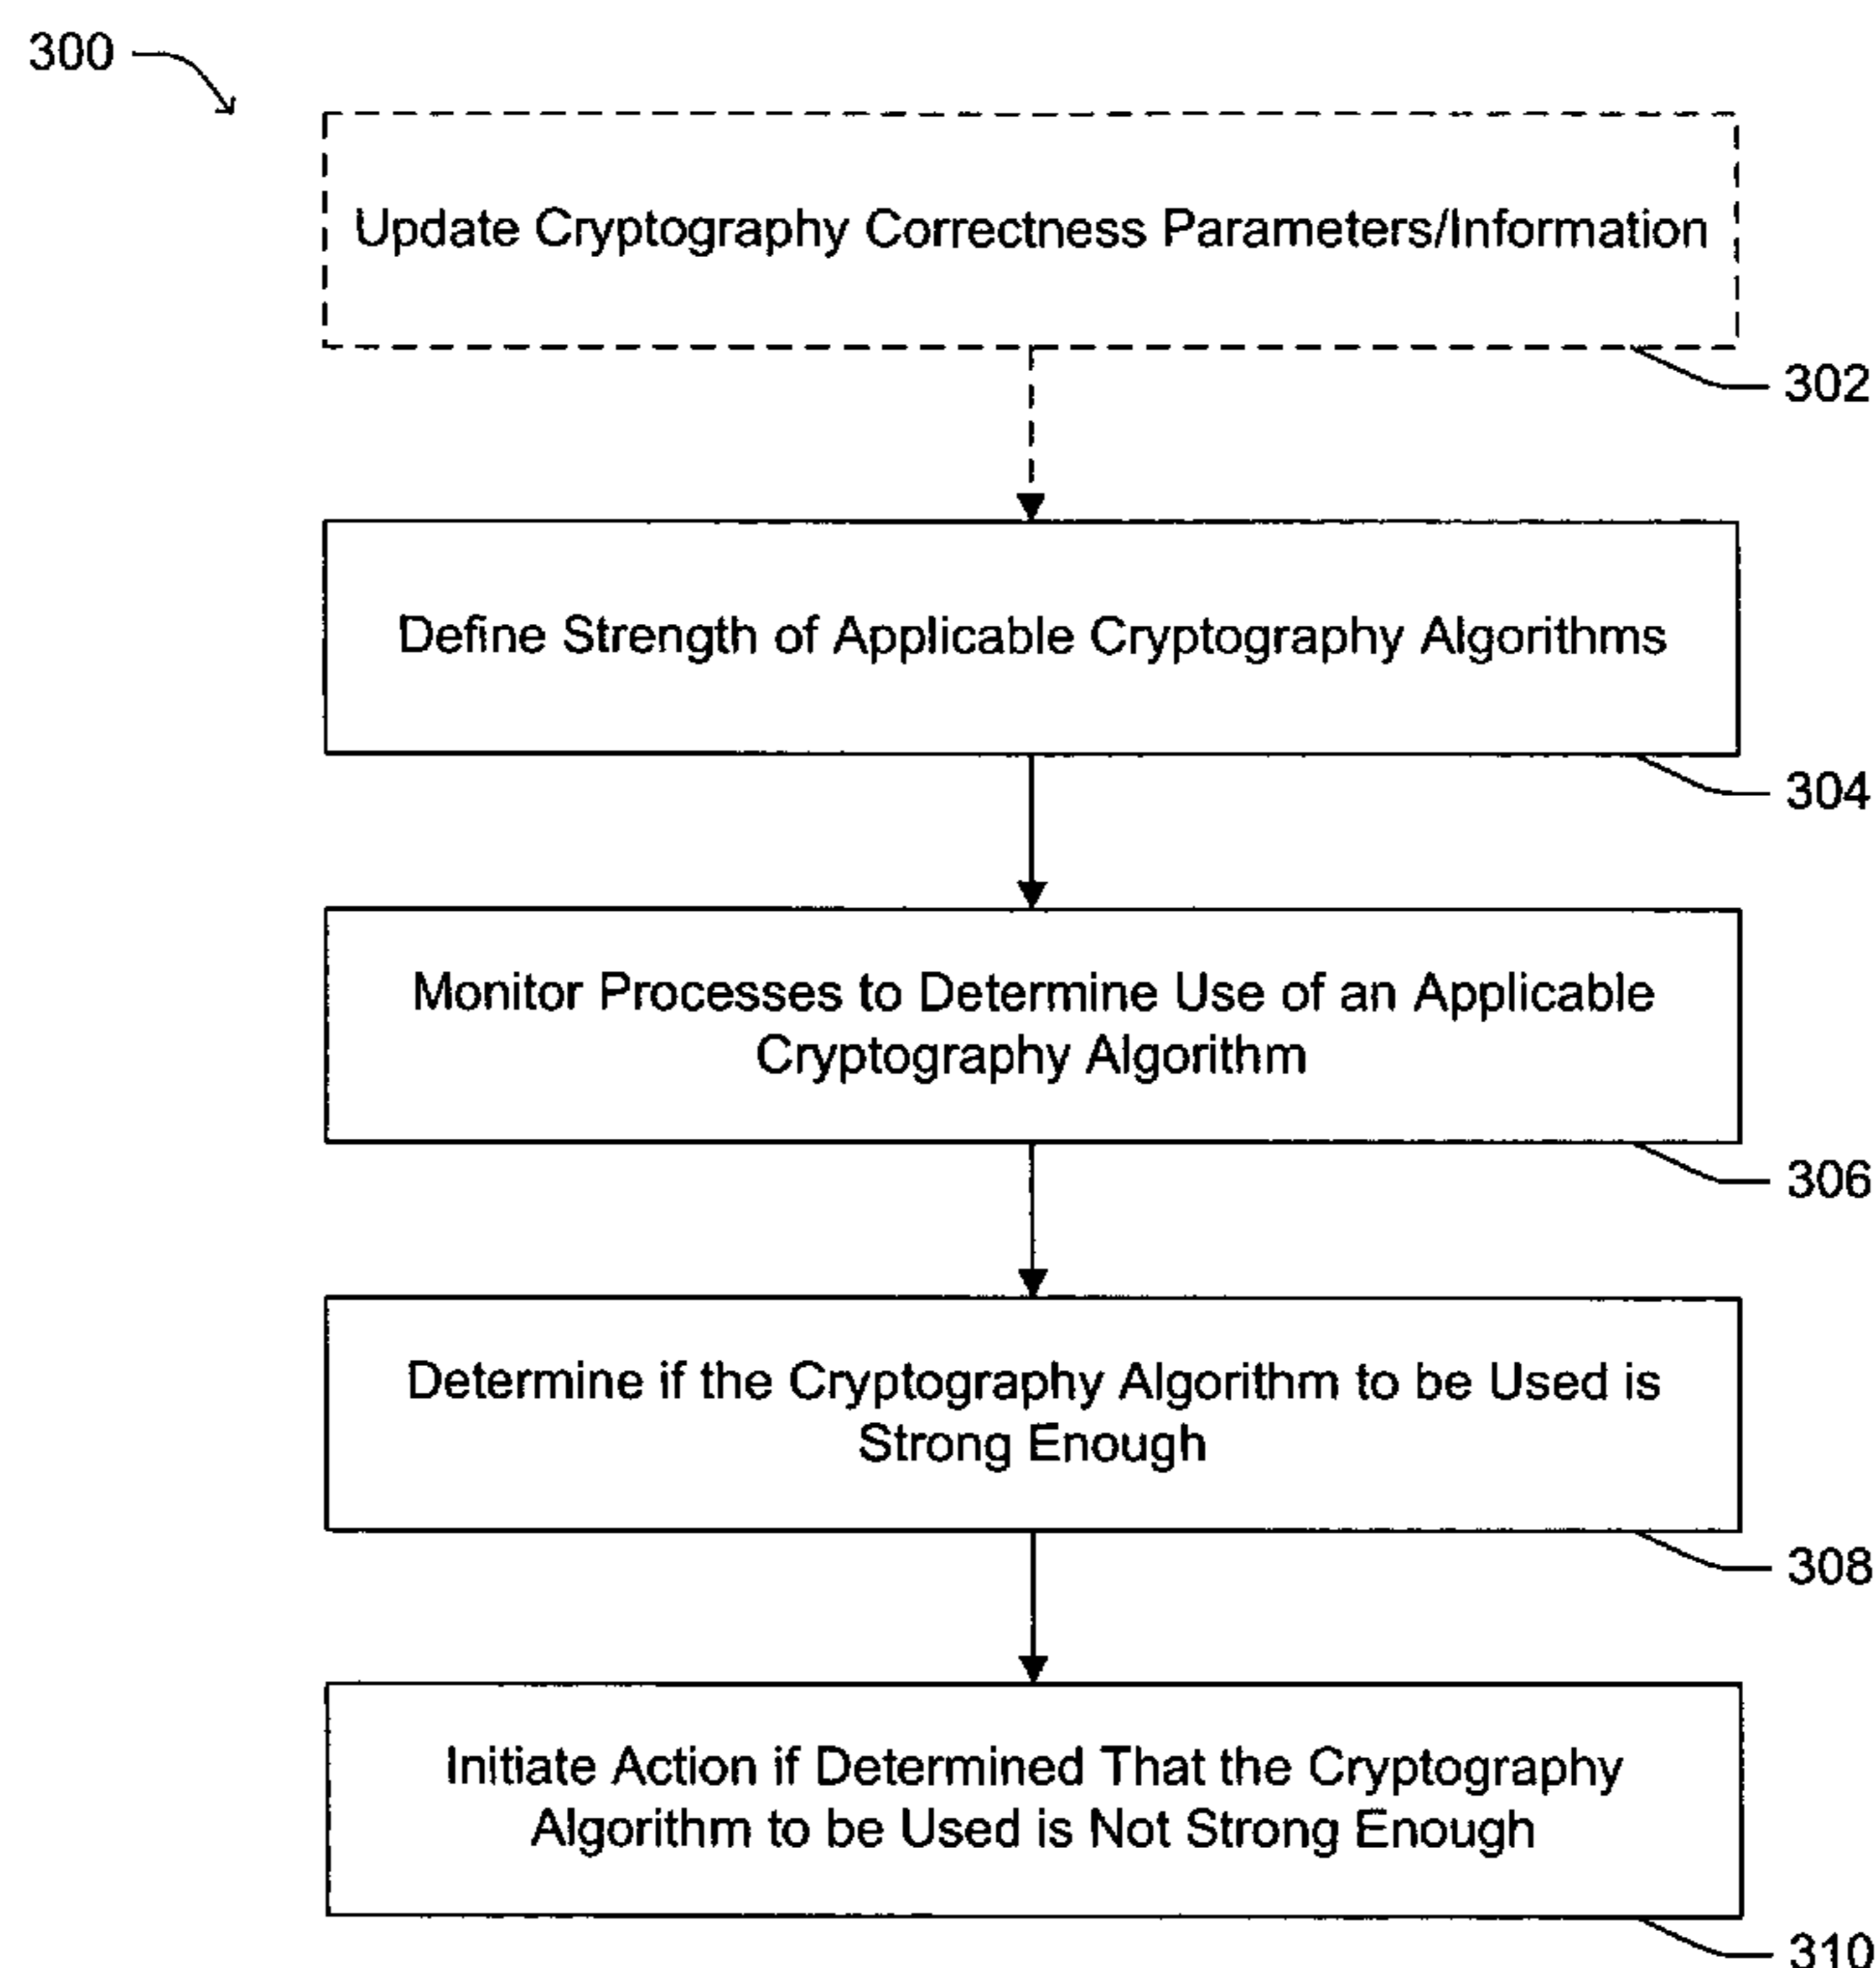 300
Update Cryptography Correctness Parameters/Information
302
Define Strength of Applicable Cryptography Algorithms
304
Monitor Processes to Determine Use of an Applicable
Cryptography Algorithm
306
Determine if the Cryptography Algorithm to be Used is
Strong Enough
308
Initiate Action if Determined That the Cryptography
Algorithm to be Used is Not Strong Enough
310